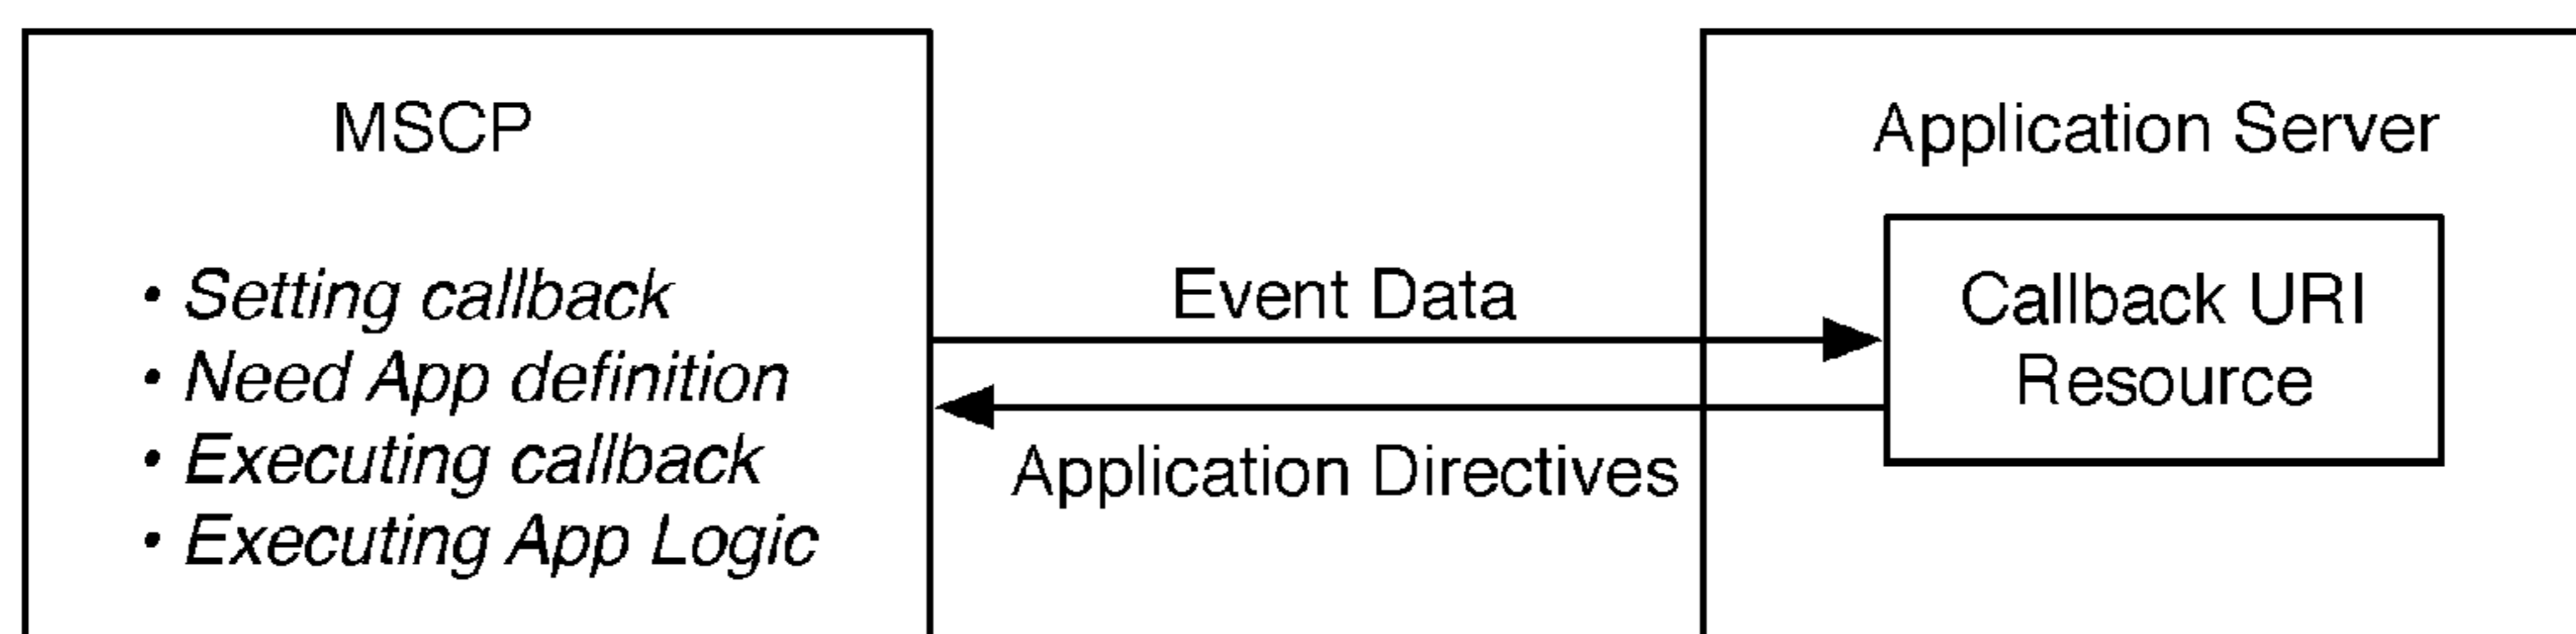 MSCP
• Setting callback
• Need App definition
• Executing callback
• Executing App Logic
Event Data
Application Directives
Application Server
Callback URI
Resource